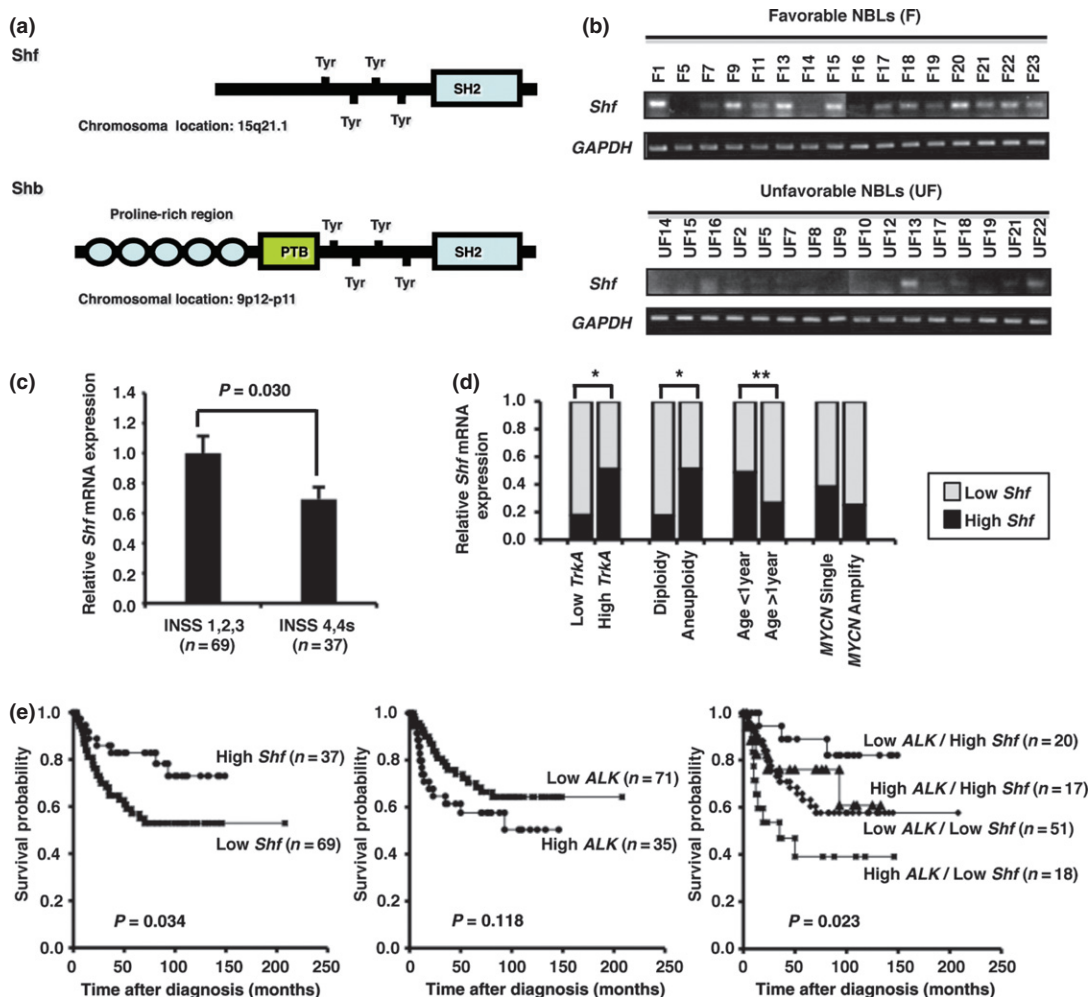 (a)
Shf
Tyr Tyr
SH2
Tyr Tyr
Chromosoma location: 15q21.1
Shb
Proline-rich region
Tyr Tyr
PTB SH2
Tyr Tyr
Chromosomal location: 9p12-p11
(b)
Favorable NBLs (F)
F1 F5 F7 F9 F11 F13 F14 F15 F16 F17 F18 F19 F20 F21 F22 F23
Shf
GAPDH
Unfavorable NBLs (UF)
UF14 UF15 UF16 UF2 UF5 UF7 UF8 UF9 UF10 UF12 UF13 UF17 UF18 UF19 UF21 UF22
Shf
GAPDH
(c)
Relative Shf mRNA expression
1.4
1.2
1.0
0.8
0.6
0.4
0.2
0.0
P = 0.030
INSS 1,2,3 INSS 4,4s
(n = 69) (n = 37)
(d)
Relative Shf mRNA
expression
1.0
0.8
0.6
0.4
0.2
0.0
* * **
Low TrkA
High TrkA
Diploidy
Aneuploidy
Age <1year
Age >1year
MYCN Single
MYCN Amplify
Low Shf
High Shf
(e)
Survival probability
1.0
0.8
0.6
0.4
0.2
0.0
High Shf (n = 37)
Low Shf (n = 69)
P = 0.034
0 50 100 150 200 250
Time after diagnosis (months)
Survival probability
1.0
0.8
0.6
0.4
0.2
0.0
Low ALK (n = 71)
High ALK (n = 35)
P = 0.118
0 50 100 150 200 250
Time after diagnosis (months)
Survival probability
1.0
0.8
0.6
0.4
0.2
0.0
Low ALK / High Shf (n = 20)
High ALK / High Shf (n = 17)
Low ALK / Low Shf (n = 51)
High ALK / Low Shf (n = 18)
P = 0.023
0 50 100 150 200 250
Time after diagnosis (months)